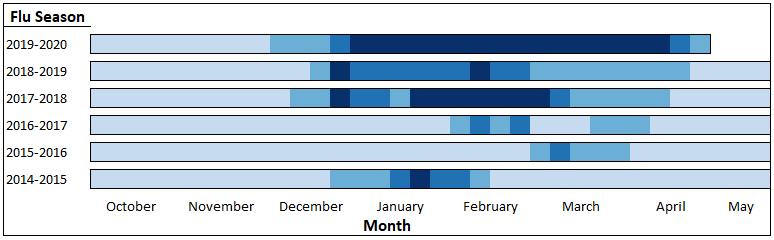 Flu Season
2019-2020
2018-2019
2017-2018
2016-2017
2015-2016
2014-2015
October November December January February March April May
Month